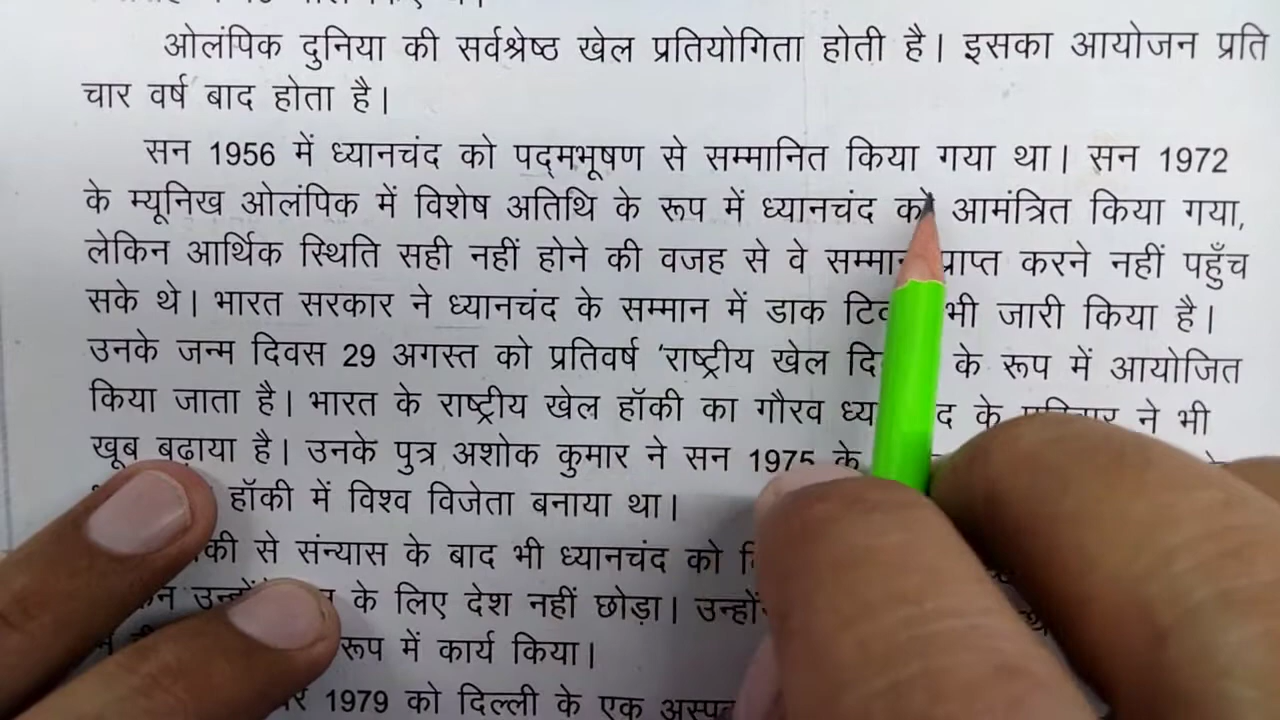 ओलंपिक दुनिया की सर्वश्रेष्ठ खेल प्रतियोगिता होती है। इसका आयोजन प्रति
चार वर्ष बाद होता है।
सन 1956 में ध्यानचंद को पद्मभूषण से सम्मानित किया गया था। सन 1972
के म्यूनिख ओलंपिक में विशेष अतिथि के रूप में ध्यानचंद को आमंत्रित किया गया,
लेकिन आर्थिक स्थिति सही नहीं होने की वजह से वे सम्मान प्राप्त करने नहीं पहुँच
सके थे। भारत सरकार ने ध्यानचंद के सम्मान में डाक भी जारी किया है।
उनके जन्म दिवस 29 अगस्त को प्रतिवर्ष 'राष्ट्रीय खेल के रूप में आयोजित
किया जाता है। भारत के राष्ट्रीय खेल हॉकी का गौरव के ने भी
खूब बढ़ाया है। उनके पुत्र अशोक कुमार ने सन 1975 के
हॉकी में विश्व विजेता बनाया था।
से संन्यास के बाद भी ध्यानचंद को
के लिए देश नहीं छोड़ा।
रूप में कार्य किया।
1979 को दिल्ली के एक